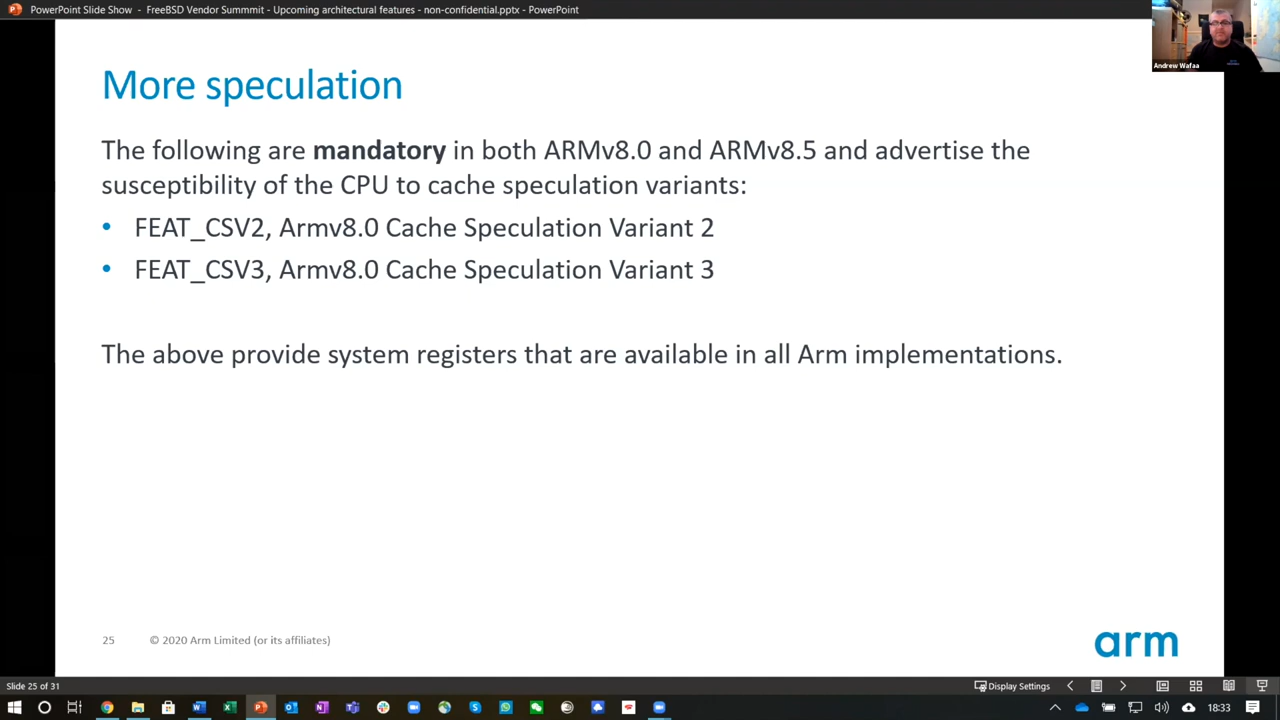 PowerPoint Slide Show - FreeBSD Vendor Summmit - Upcoming architectural features - non-confidential.pptx - PowerPoint
Andrew Wafaa
More speculation
The following are mandatory in both ARMv8.0 and ARMv8.5 and advertise the
susceptibility of the CPU to cache speculation variants:
• FEAT_CSV2, Armv8.0 Cache Speculation Variant 2
• FEAT_CSV3, Armv8.0 Cache Speculation Variant 3
The above provide system registers that are available in all Arm implementations.
25 © 2020 Arm Limited (or its affiliates)
arm
Slide 25 of 31
Display Settings
18:33